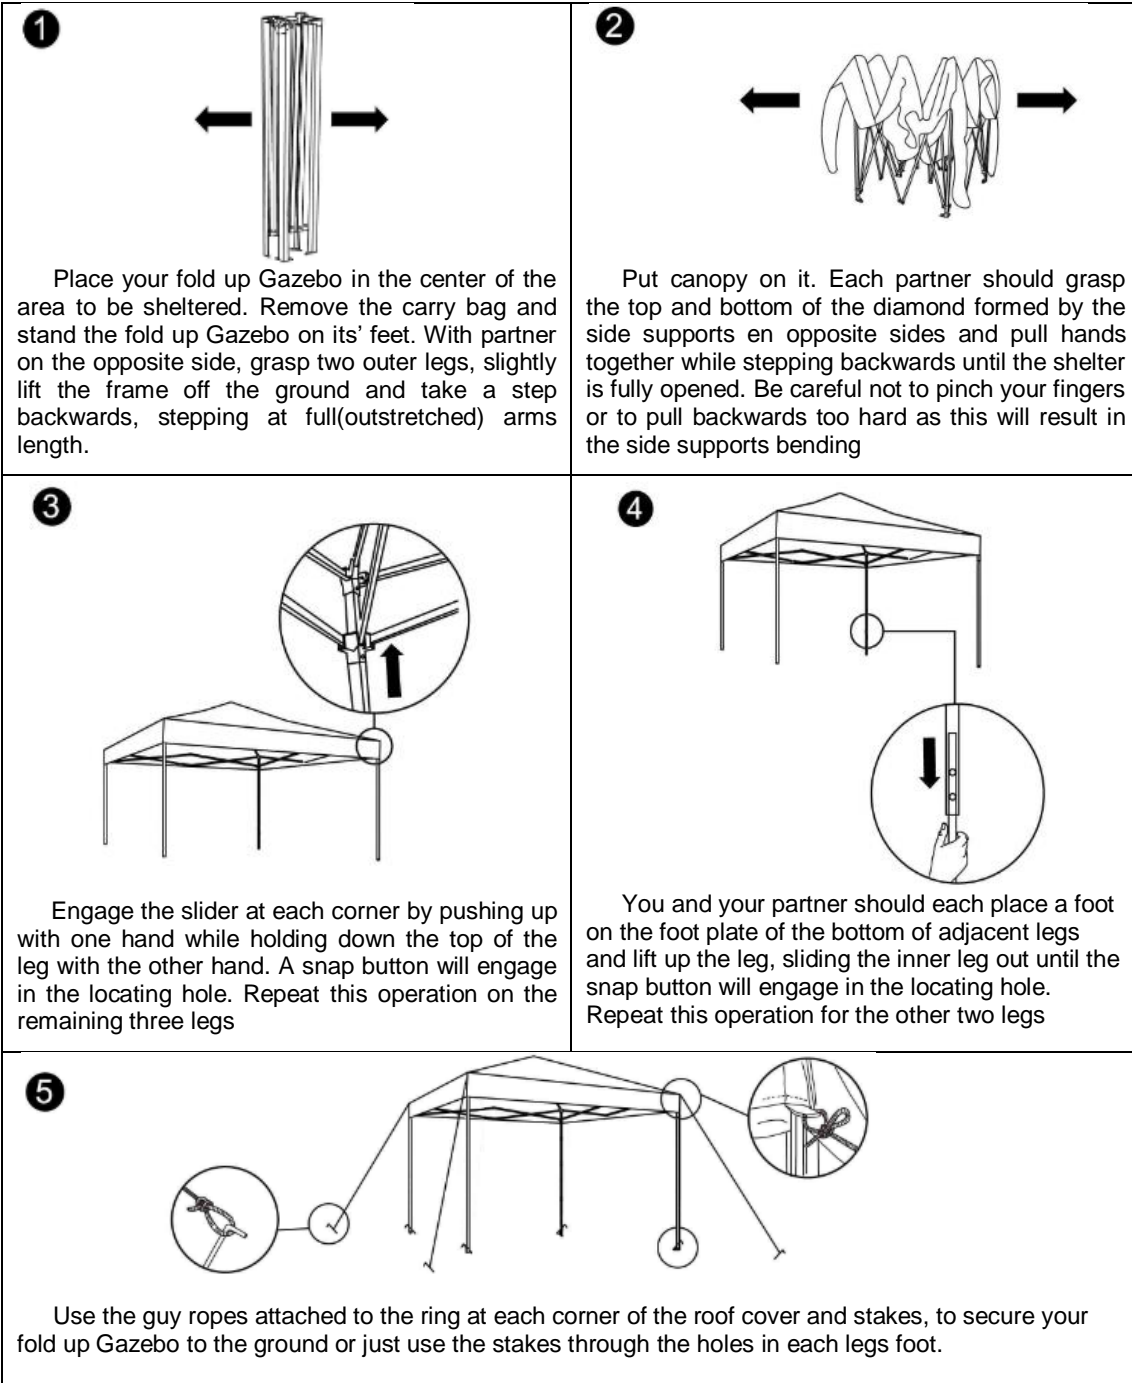 1
Place your fold up Gazebo in the center of the
area to be sheltered. Remove the carry bag and
stand the fold up Gazebo on its’ feet. With partner
on the opposite side, grasp two outer legs, slightly
lift the frame off the ground and take a step
backwards, stepping at full(outstretched) arms
length.
2
Put canopy on it. Each partner should grasp
the top and bottom of the diamond formed by the
side supports en opposite sides and pull hands
together while stepping backwards until the shelter
is fully opened. Be careful not to pinch your fingers
or to pull backwards too hard as this will result in
the side supports bending
3
Engage the slider at each corner by pushing up
with one hand while holding down the top of the
leg with the other hand. A snap button will engage
in the locating hole. Repeat this operation on the
remaining three legs
4
You and your partner should each place a foot
on the foot plate of the bottom of adjacent legs
and lift up the leg, sliding the inner leg out until the
snap button will engage in the locating hole.
Repeat this operation for the other two legs
5
Use the guy ropes attached to the ring at each corner of the roof cover and stakes, to secure your
fold up Gazebo to the ground or just use the stakes through the holes in each legs foot.